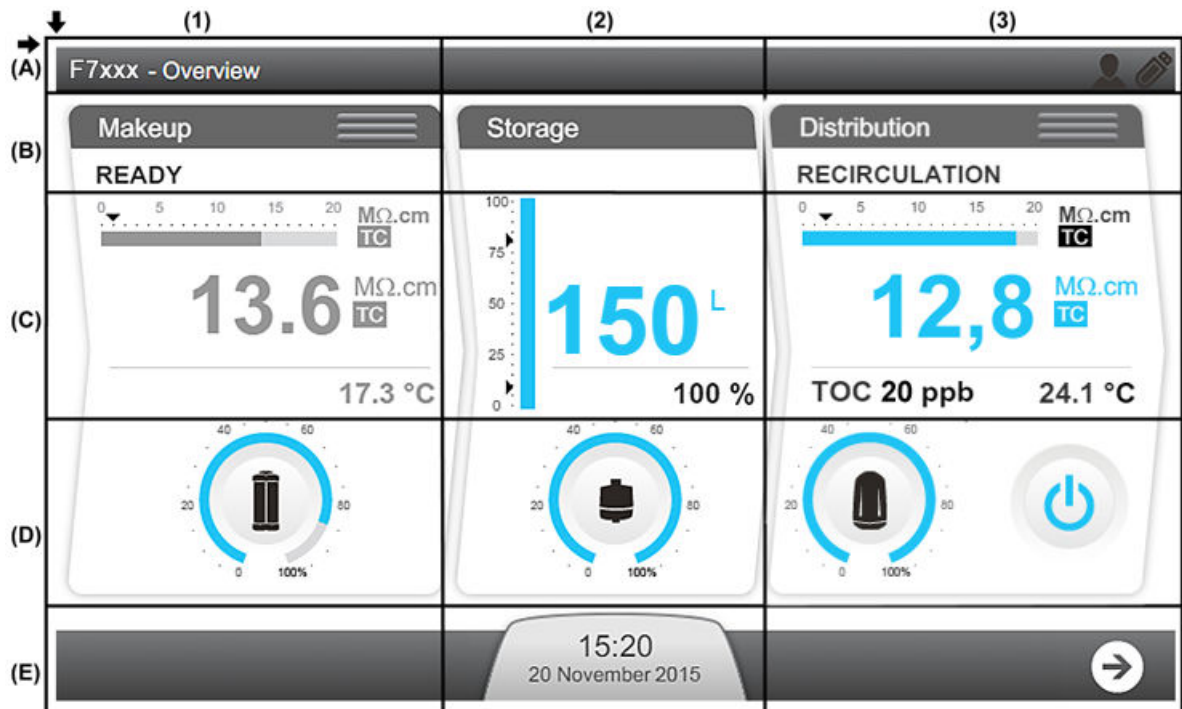 (1) (2) (3)
(A) F7xxx - Overview
(B) Makeup Storage Distribution
READY RECIRCULATION
(C) 0 5 10 15 20 MΩ.cm TC
13.6 MΩ.cm TC
17.3 °C
100 75 50 25 0
150 L
100 %
0 5 10 15 20 MΩ.cm TC
12,8 MΩ.cm TC
TOC 20 ppb 24.1 °C
(D) 0 20 40 60 80 100%
0 20 40 60 80 100%
0 20 40 60 80 100%
(E) 15:20
20 November 2015